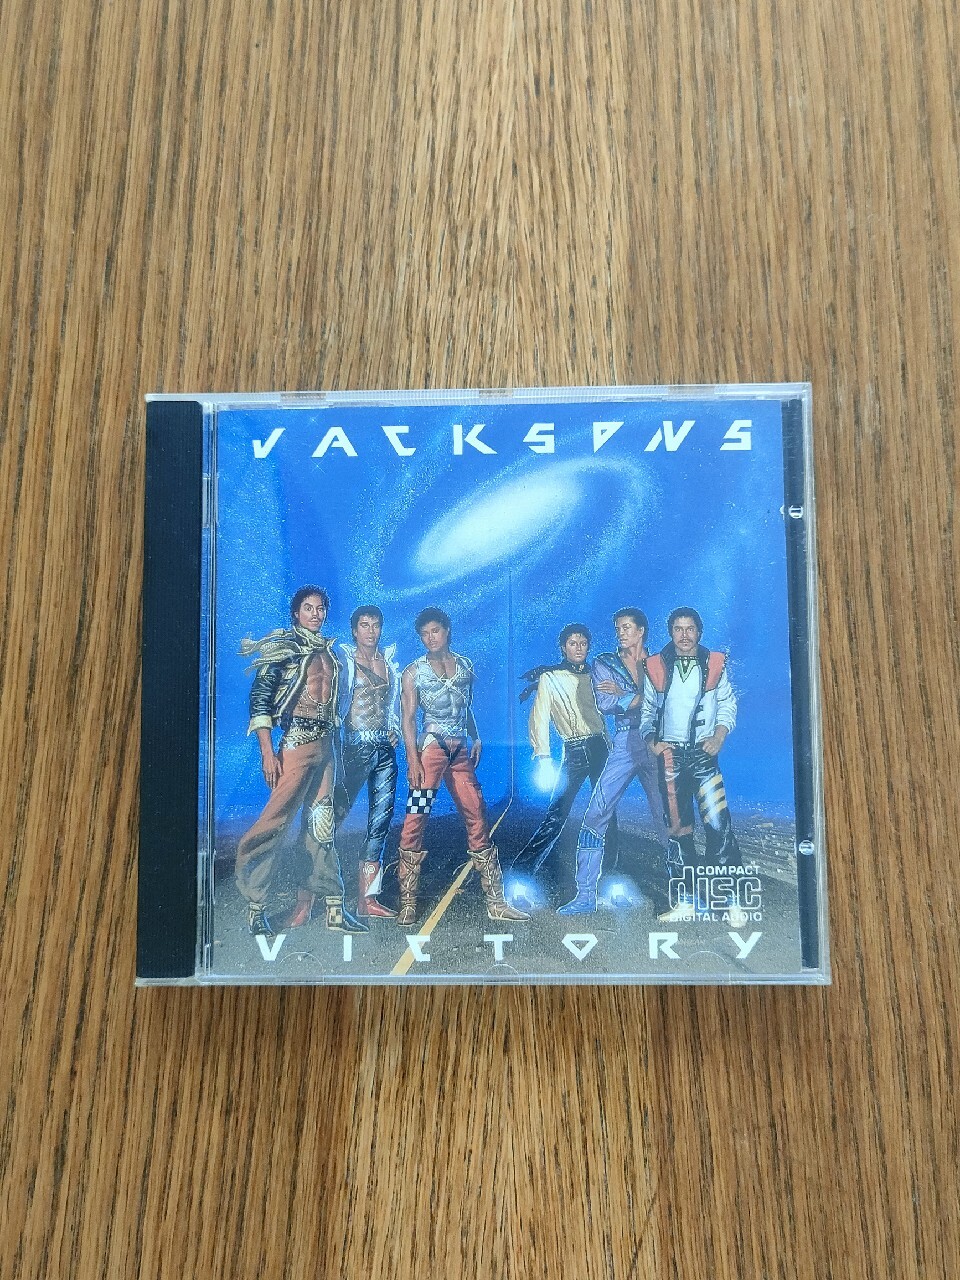 JACKSONS
COMPACT
disc
DIGITAL AUDIO
VICTORY